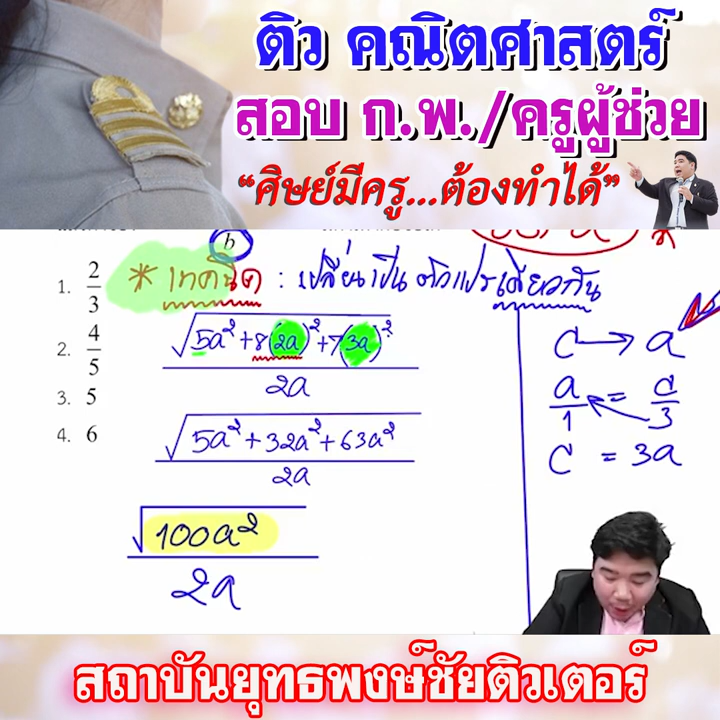 ติว คณิตศาสตร์
สอบ ก.พ./ครูผู้ช่วย
“ศิษย์มีครู...ต้องทำได้”
b
* เทคนิค : เปลี่ยนเป็น ตัวแปรเดียวกัน
1. 2/3
2. 4/5
3. 5
4. 6
√(5a²+8(2a)²+7(3a)²)
2a
√(5a²+32a²+63a²)
2a
√(100a²)
2a
c → a
a/1 = c/3
c = 3a
สถาบันยุทธพงษ์ชัยติวเตอร์